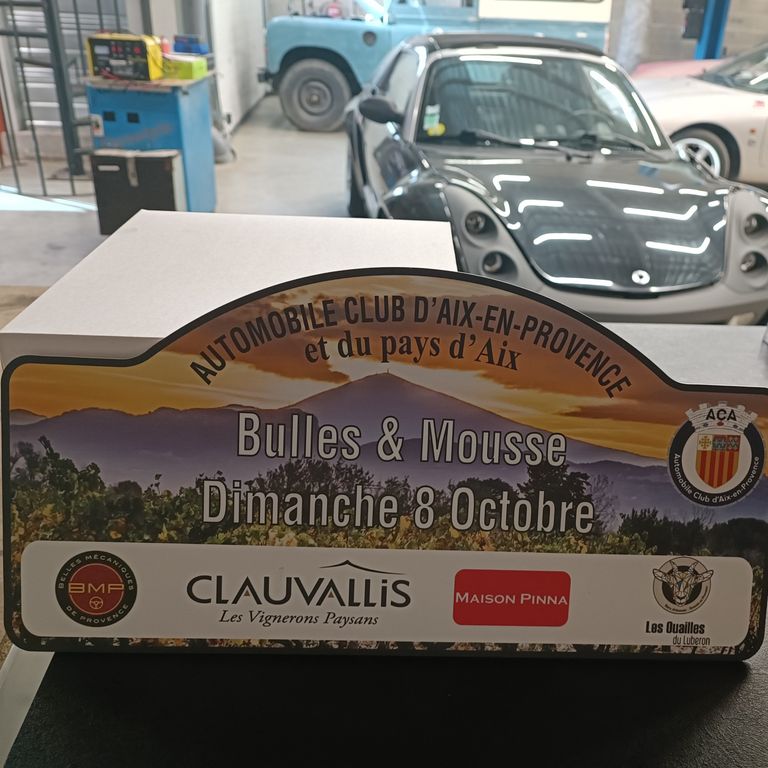 AUTOMOBILE CLUB D'AIX-EN-PROVENCE
et du pays d'Aix
Bulles & Mousse
Dimanche 8 Octobre
ACA
Automobile Club d'Aix-en-Provence
BELLES MÉCANIQUES
BMP
DE PROVENCE
CLAUVALLIS
Les Vignerons Paysans
MAISON PINNA
Les Ouailles
du Luberon